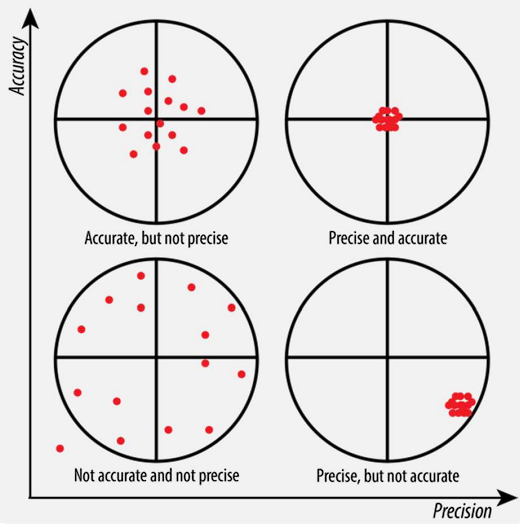 Accuracy
Accurate, but not precise
Precise and accurate
Not accurate and not precise
Precise, but not accurate
Precision